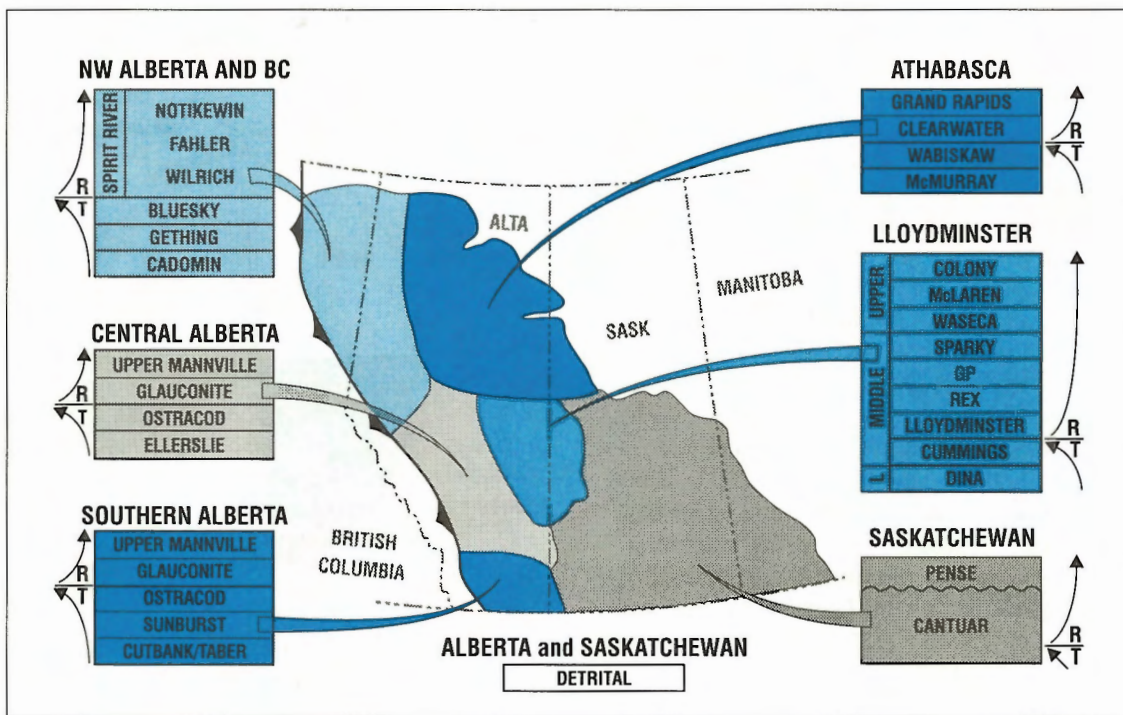 NW ALBERTA AND BC
SPIRIT RIVER
NOTIKEWIN
FAHLER
WILRICH
R
T
BLUESKY
GETHING
CADOMIN
CENTRAL ALBERTA
UPPER MANNVILLE
GLAUCONITE
R
T
OSTRACOD
ELLERSLIE
SOUTHERN ALBERTA
UPPER MANNVILLE
GLAUCONITE
R
T
OSTRACOD
SUNBURST
CUTBANK/TABER
ALTA
SASK
MANITOBA
BRITISH
COLUMBIA
ALBERTA and SASKATCHEWAN
DETRITAL
ATHABASCA
GRAND RAPIDS
CLEARWATER
R
T
WABISKAW
McMURRAY
LLOYDMINSTER
UPPER
COLONY
McLAREN
WASECA
MIDDLE
SPARKY
GP
REX
LLOYDMINSTER
R
T
CUMMINGS
L
DINA
SASKATCHEWAN
PENSE
CANTUAR
R
T